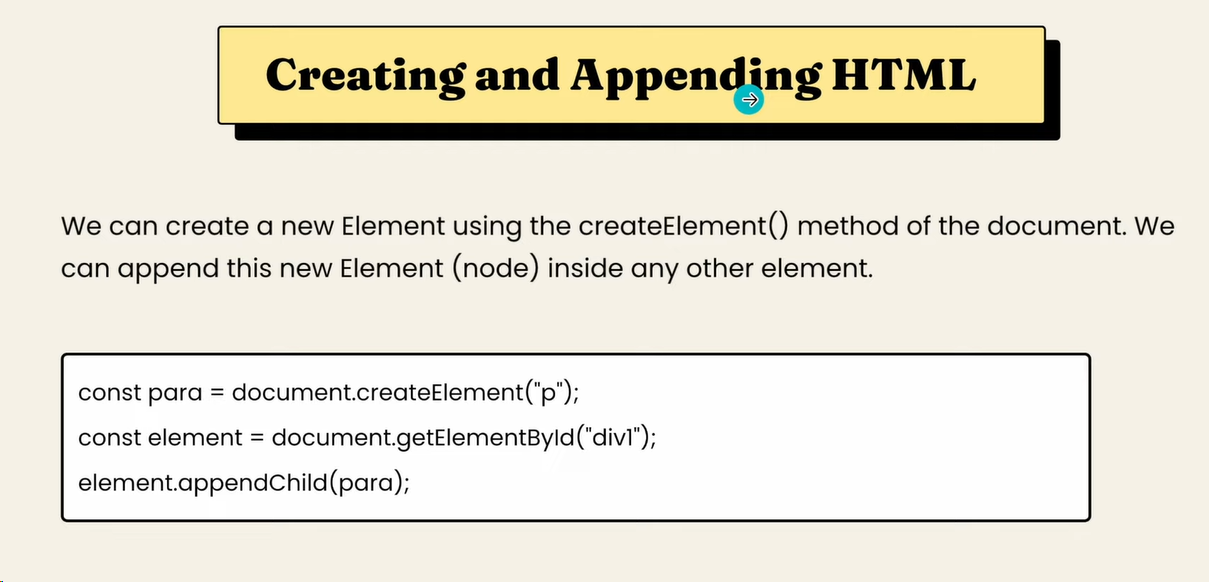 Creating and Appending HTML
We can create a new Element using the createElement() method of the document. We
can append this new Element (node) inside any other element.
const para = document.createElement("p");
const element = document.getElementById("div1");
element.appendChild(para);